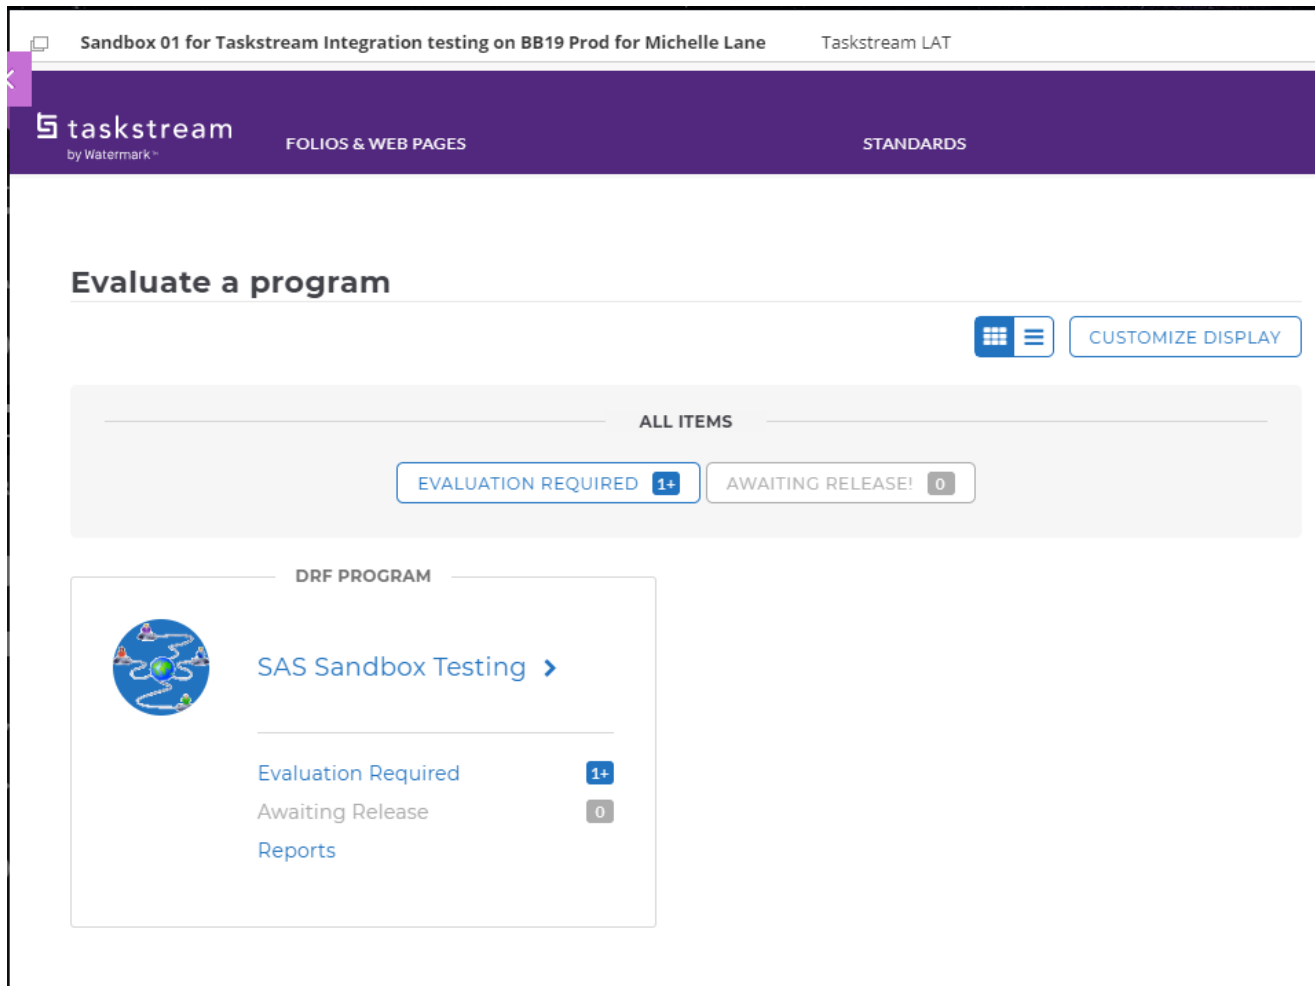 Sandbox 01 for Taskstream Integration testing on BB19 Prod for Michelle Lane Taskstream LAT
taskstream
by Watermark™
FOLIOS & WEB PAGES STANDARDS
Evaluate a program
CUSTOMIZE DISPLAY
ALL ITEMS
EVALUATION REQUIRED 1+ AWAITING RELEASE! 0
DRF PROGRAM
SAS Sandbox Testing
Evaluation Required 1+
Awaiting Release 0
Reports